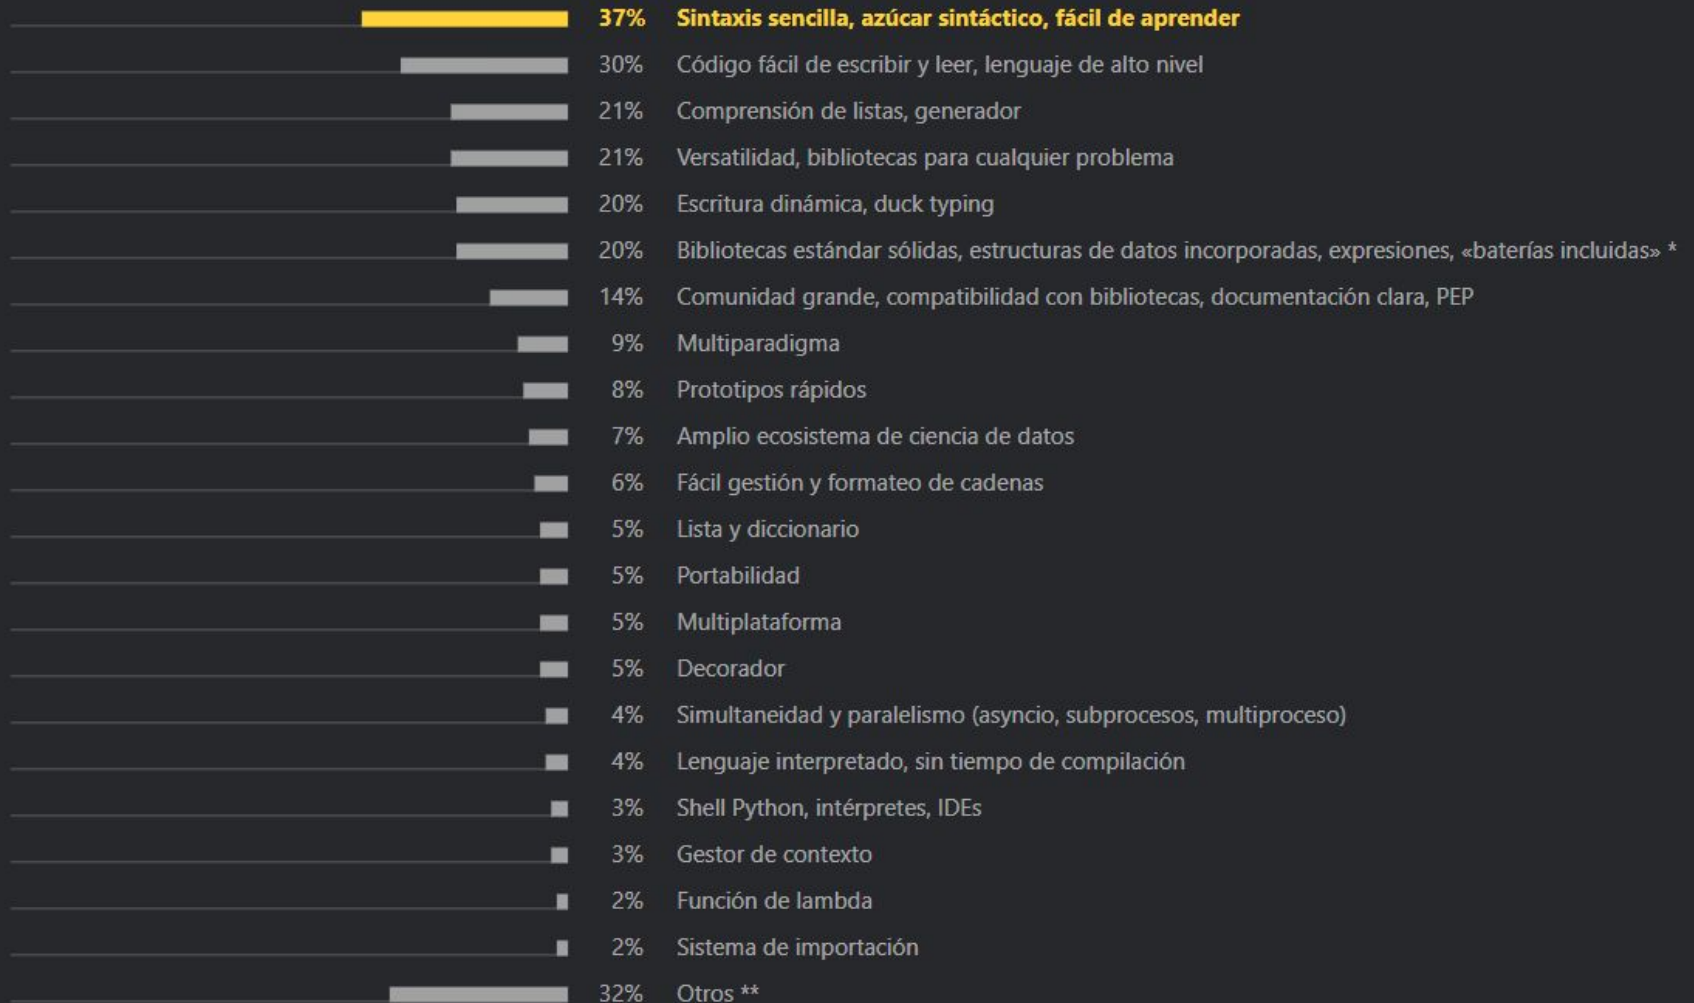 37% Sintaxis sencilla, azúcar sintáctico, fácil de aprender
30% Código fácil de escribir y leer, lenguaje de alto nivel
21% Comprensión de listas, generador
21% Versatilidad, bibliotecas para cualquier problema
20% Escritura dinámica, duck typing
20% Bibliotecas estándar sólidas, estructuras de datos incorporadas, expresiones, «baterías incluidas» *
14% Comunidad grande, compatibilidad con bibliotecas, documentación clara, PEP
9% Multiparadigma
8% Prototipos rápidos
7% Amplio ecosistema de ciencia de datos
6% Fácil gestión y formateo de cadenas
5% Lista y diccionario
5% Portabilidad
5% Multiplataforma
5% Decorador
4% Simultaneidad y paralelismo (asyncio, subprocesos, multiproceso)
4% Lenguaje interpretado, sin tiempo de compilación
3% Shell Python, intérpretes, IDEs
3% Gestor de contexto
2% Función de lambda
2% Sistema de importación
32% Otros **